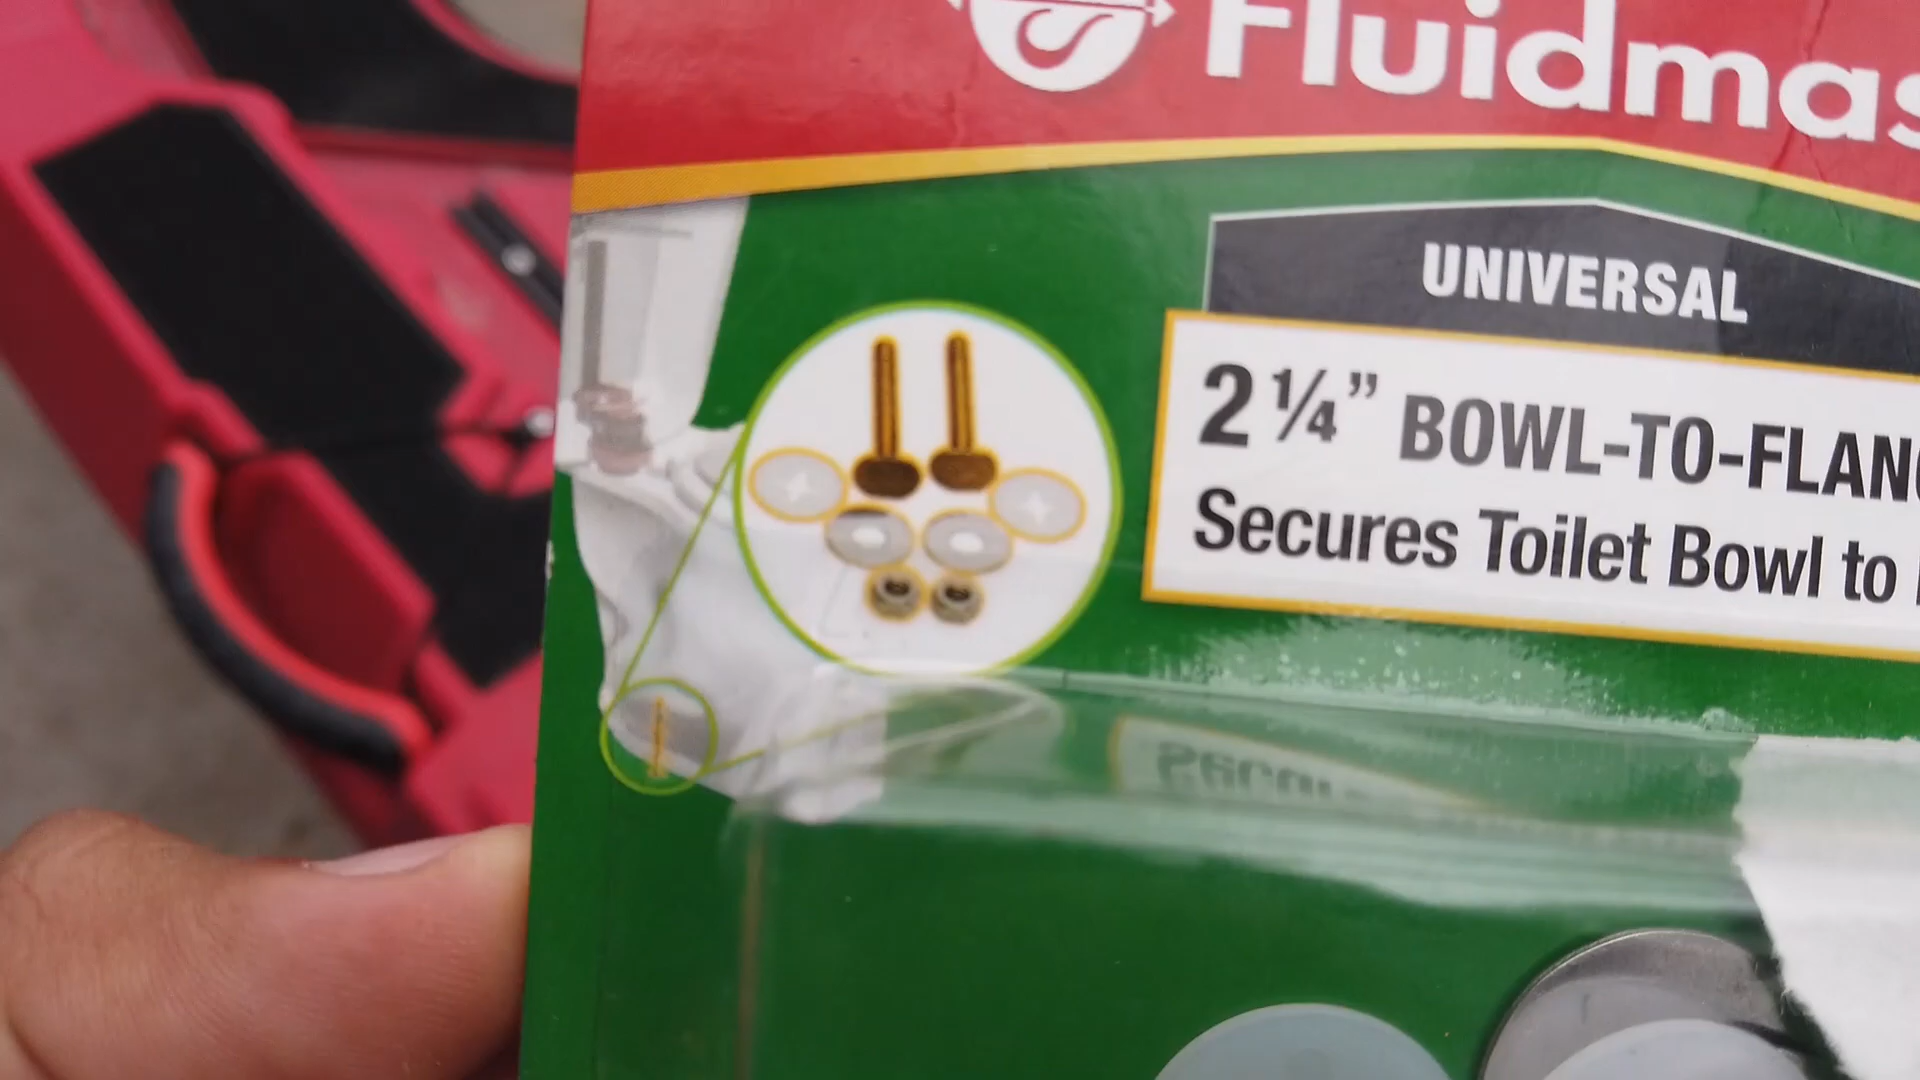 Fluidmas
UNIVERSAL
2 ¼” BOWL-TO-FLANG
Secures Toilet Bowl to